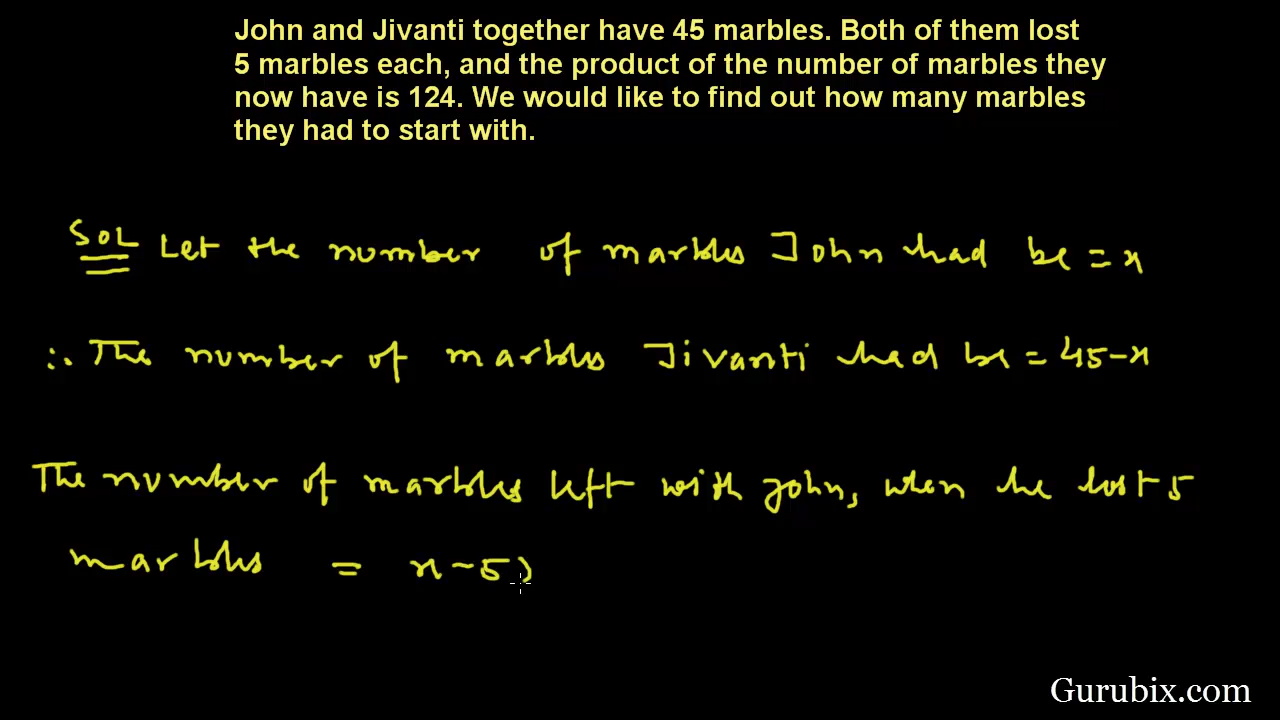 John and Jivanti together have 45 marbles. Both of them lost
5 marbles each, and the product of the number of marbles they
now have is 124. We would like to find out how many marbles
they had to start with.
SOL Let the number of marbles John had be = x
∴ The number of marbles Jivanti had be = 45-x
The number of marbles left with john, when he lost 5
marbles = x-5)
Gurubix.com